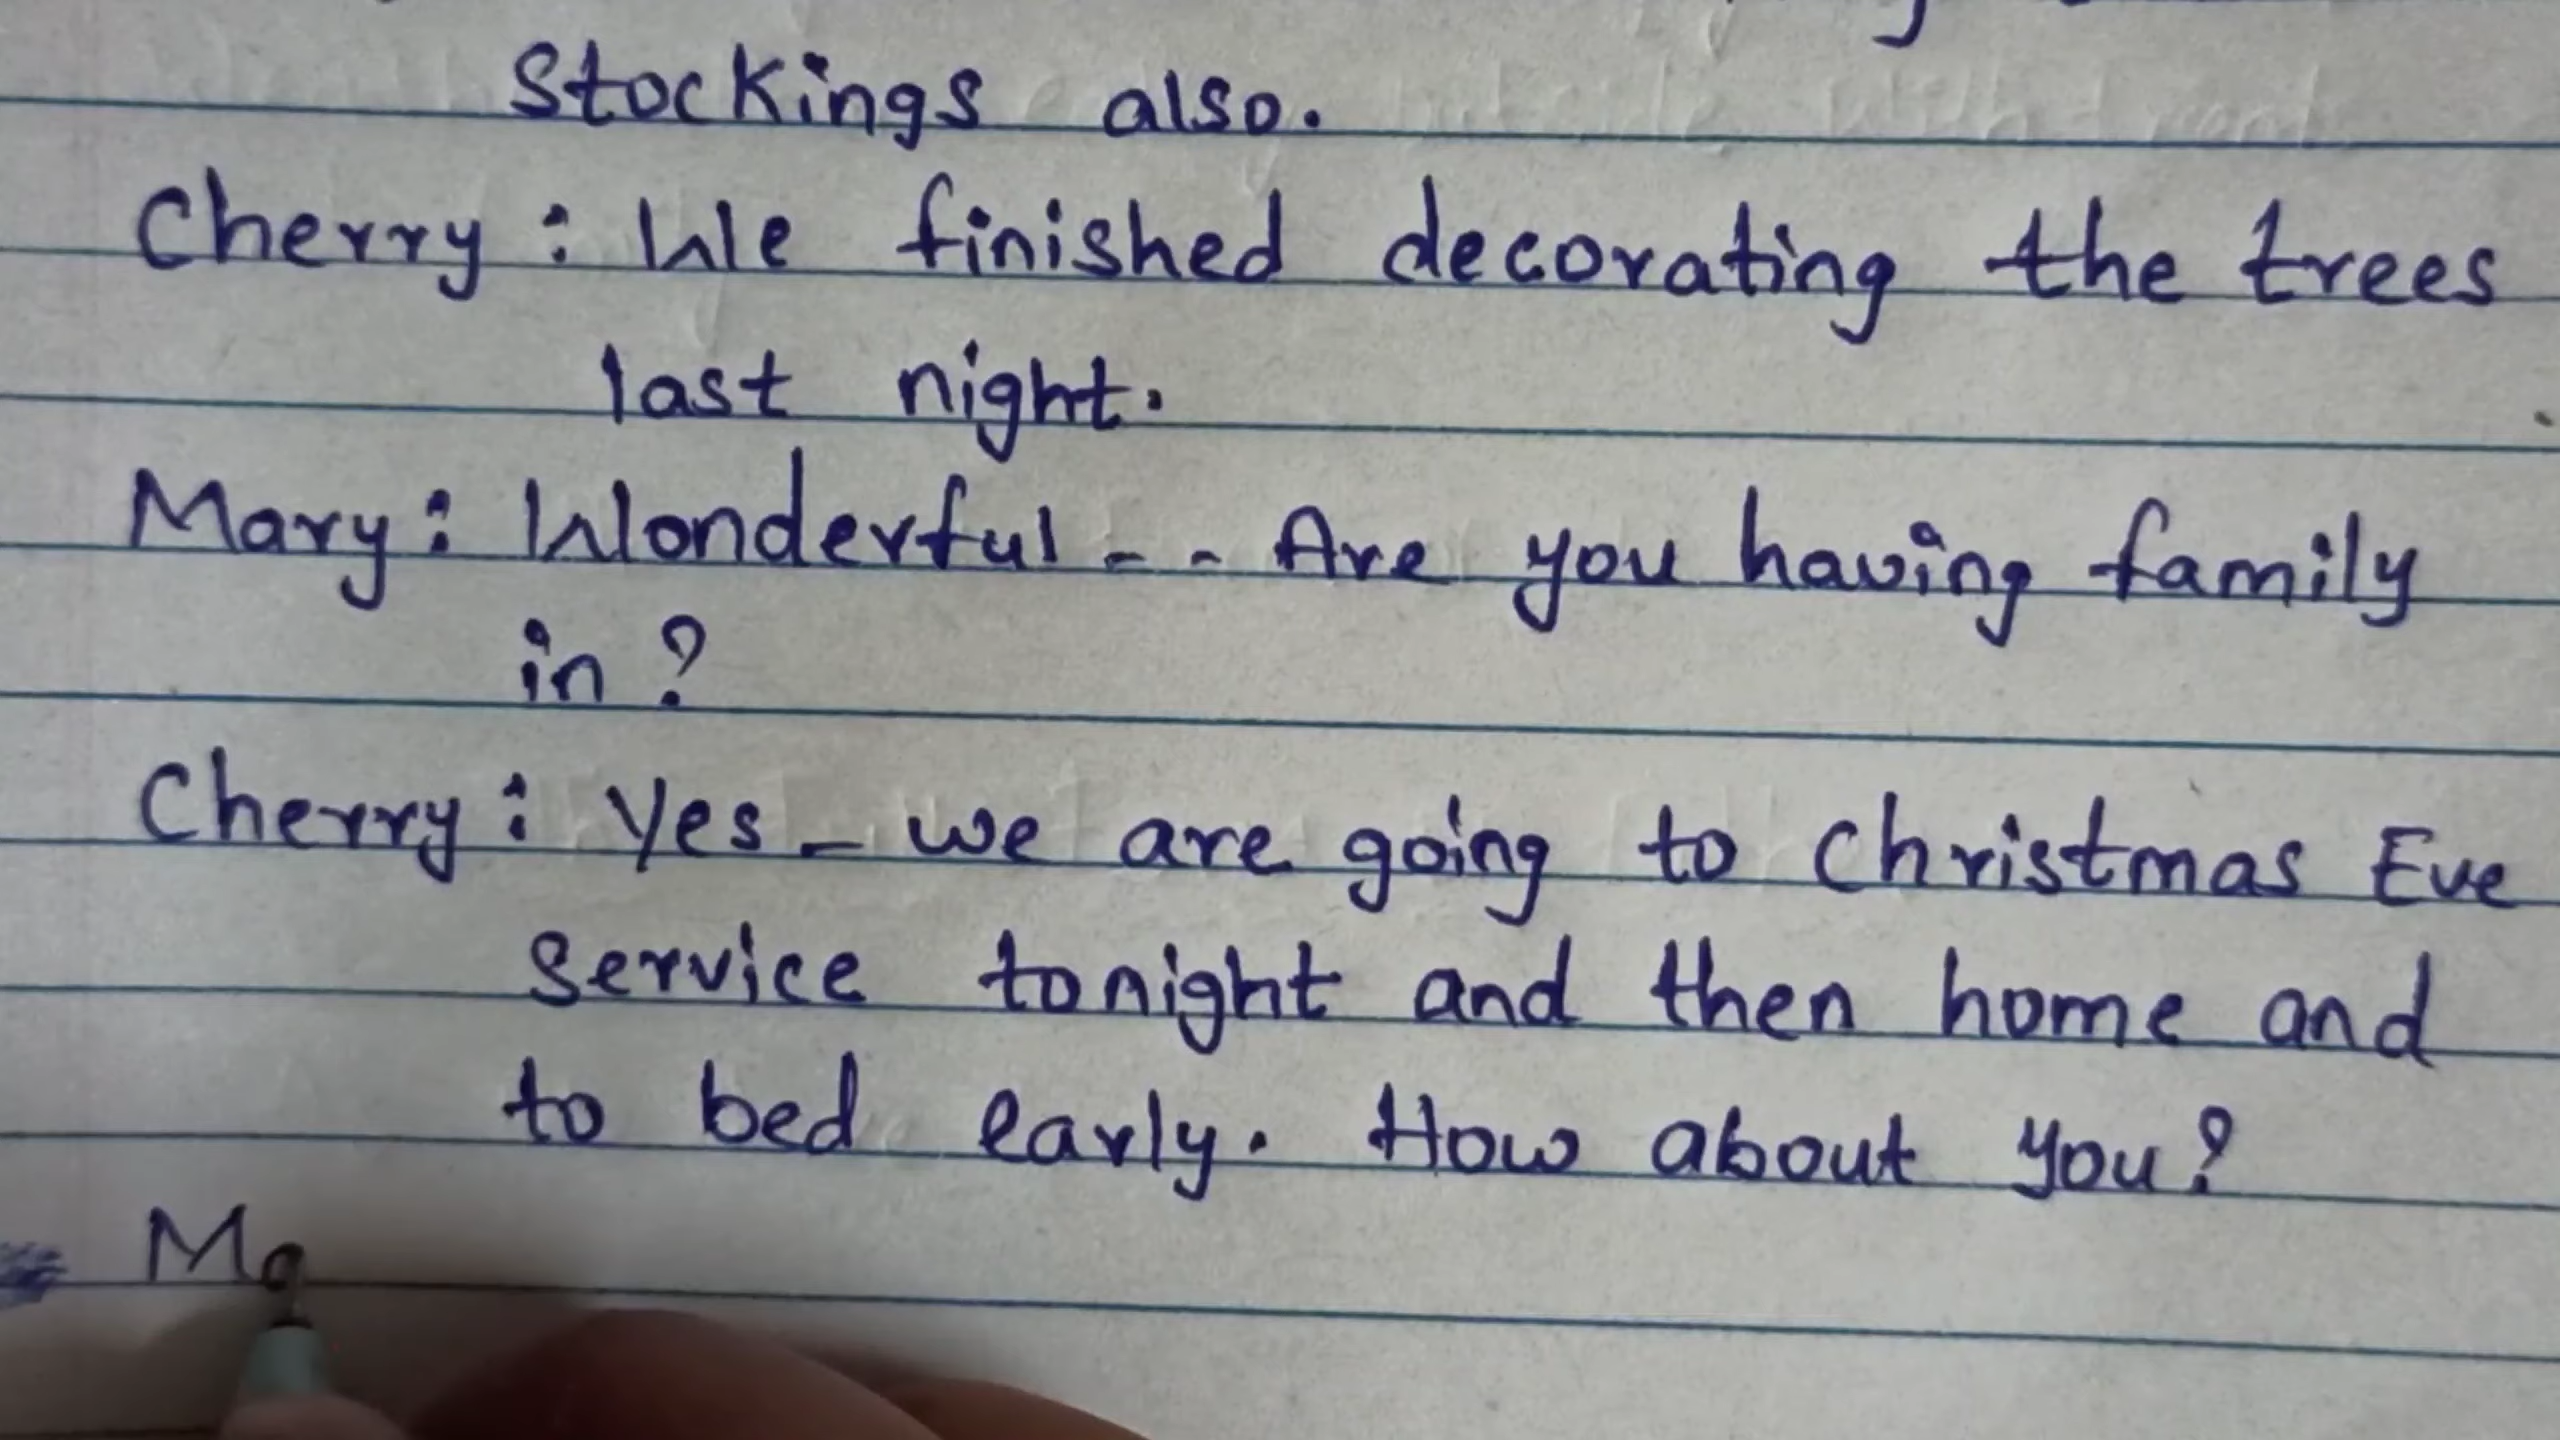 Stockings also.
Cherry : We finished decorating the trees
last night.
Mary : Wonderful - - Are you having family
in ?
Cherry : Yes - we are going to Christmas Eve
Service tonight and then home and
to bed early. How about you?
Ma